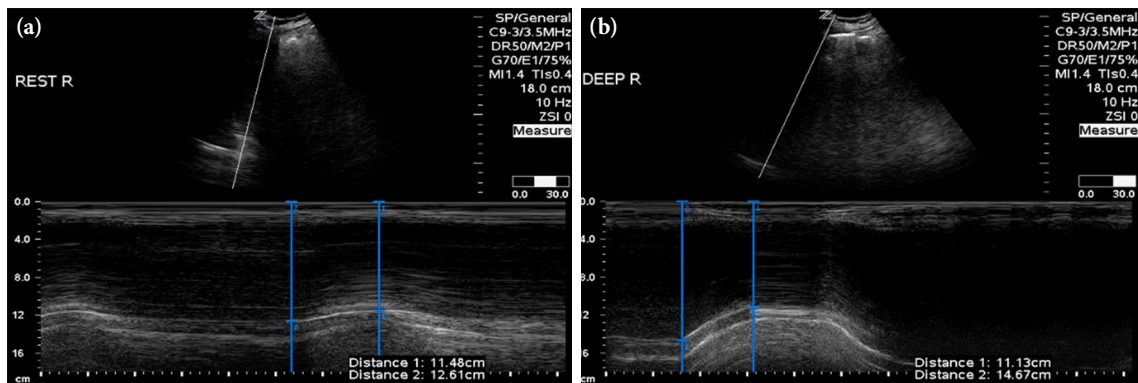 (a)
Z
SP/General
C9-3/3.5MHz
DR50/M2/P1
G70/E1/75%
MI1.4 TIs0.4
18.0 cm
10 Hz
ZSI 0
Measure
REST R
0.0 30.0
0.0
4.0
8.0
12
16
cm
Distance 1: 11.48cm
Distance 2: 12.61cm
(b)
Z
SP/General
C9-3/3.5MHz
DR50/M2/P1
G70/E1/75%
MI1.4 TIs0.4
18.0 cm
10 Hz
ZSI 0
Measure
DEEP R
0.0 30.0
0.0
4.0
8.0
12
16
cm
Distance 1: 11.13cm
Distance 2: 14.67cm